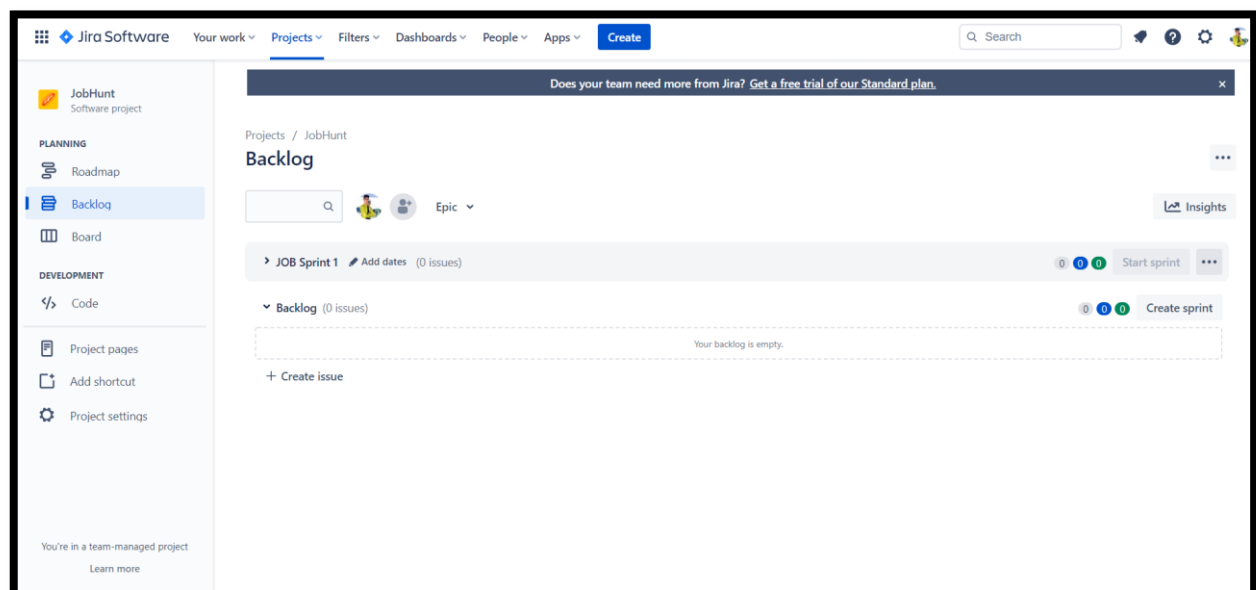 Jira Software Your work Projects Filters Dashboards People Apps Create Search
JobHunt
Software project
PLANNING
Roadmap
Backlog
Board
DEVELOPMENT
Code
Project pages
Add shortcut
Project settings
You're in a team-managed project
Learn more
Does your team need more from Jira? Get a free trial of our Standard plan.
Projects / JobHunt
Backlog
Epic Insights
JOB Sprint 1 Add dates (0 issues) 0 0 0 Start sprint
Backlog (0 issues) 0 0 0 Create sprint
Your backlog is empty.
+ Create issue